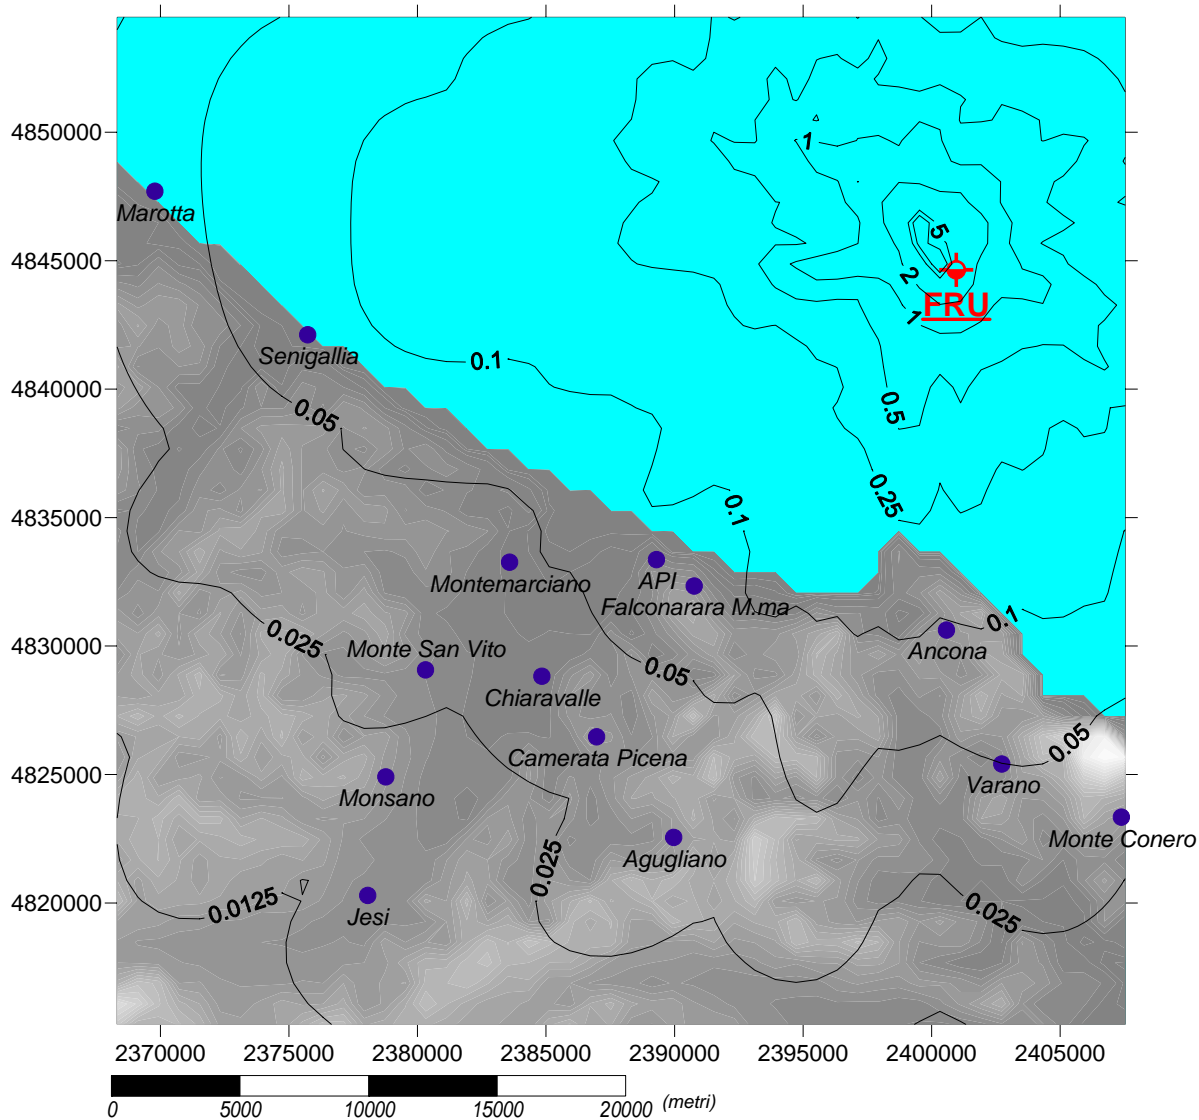 4850000
1
Marotta
5
4845000
2
FRU
1
Senigallia
0.1
4840000
0.05
0.5
0.25
0.1
4835000
API
Montemarciano
Falconarara M.ma
0.1
4830000
0.025
Monte San Vito
Ancona
0.05
Chiaravalle
0.05
Camerata Picena
4825000
Varano
Monsano
Monte Conero
Agugliano
0.025
4820000
0.0125
0.025
Jesi
2370000 2375000 2380000 2385000 2390000 2395000 2400000 2405000
0 5000 10000 15000 20000 (metri)